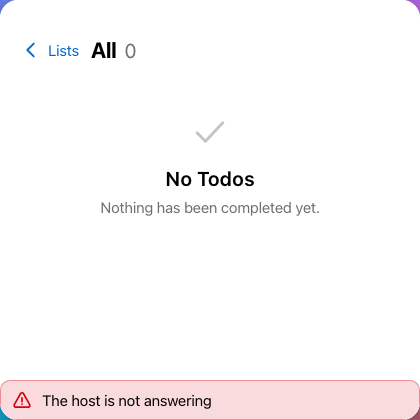 Lists All 0
No Todos
Nothing has been completed yet.
The host is not answering